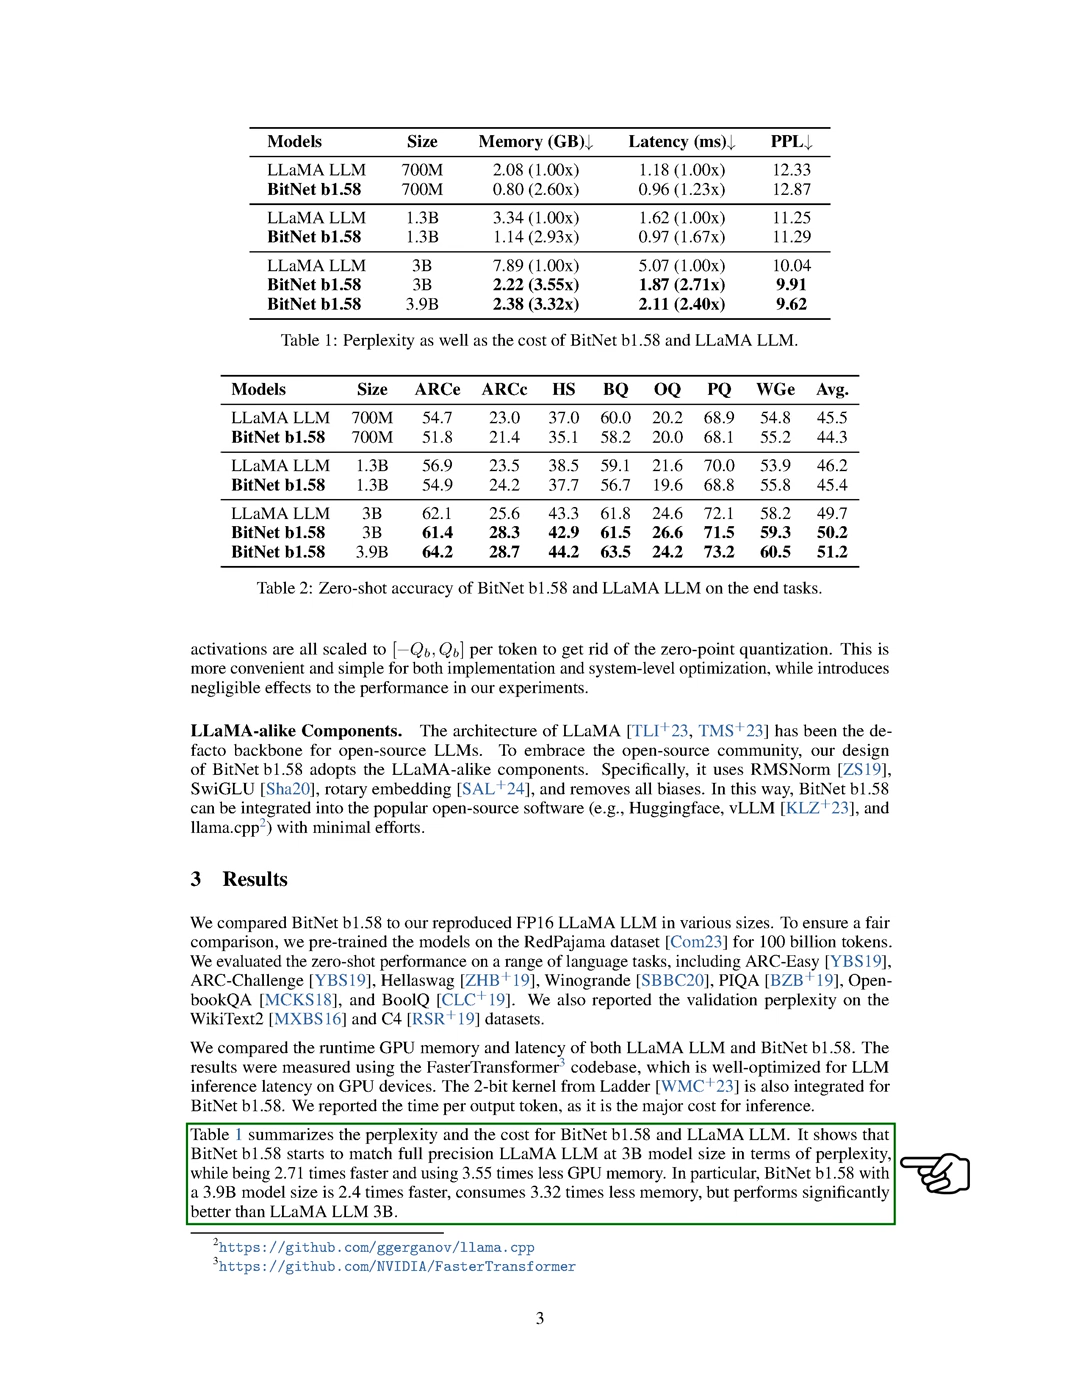 Models Size Memory (GB)↓ Latency (ms)↓ PPL↓
LLaMA LLM 700M 2.08 (1.00x) 1.18 (1.00x) 12.33
BitNet b1.58 700M 0.80 (2.60x) 0.96 (1.23x) 12.87
LLaMA LLM 1.3B 3.34 (1.00x) 1.62 (1.00x) 11.25
BitNet b1.58 1.3B 1.14 (2.93x) 0.97 (1.67x) 11.29
LLaMA LLM 3B 7.89 (1.00x) 5.07 (1.00x) 10.04
BitNet b1.58 3B 2.22 (3.55x) 1.87 (2.71x) 9.91
BitNet b1.58 3.9B 2.38 (3.32x) 2.11 (2.40x) 9.62
Table 1: Perplexity as well as the cost of BitNet b1.58 and LLaMA LLM.
Models Size ARCe ARCc HS BQ OQ PQ WGe Avg.
LLaMA LLM 700M 54.7 23.0 37.0 60.0 20.2 68.9 54.8 45.5
BitNet b1.58 700M 51.8 21.4 35.1 58.2 20.0 68.1 55.2 44.3
LLaMA LLM 1.3B 56.9 23.5 38.5 59.1 21.6 70.0 53.9 46.2
BitNet b1.58 1.3B 54.9 24.2 37.7 56.7 19.6 68.8 55.8 45.4
LLaMA LLM 3B 62.1 25.6 43.3 61.8 24.6 72.1 58.2 49.7
BitNet b1.58 3B 61.4 28.3 42.9 61.5 26.6 71.5 59.3 50.2
BitNet b1.58 3.9B 64.2 28.7 44.2 63.5 24.2 73.2 60.5 51.2
Table 2: Zero-shot accuracy of BitNet b1.58 and LLaMA LLM on the end tasks.
activations are all scaled to [−Qb, Qb] per token to get rid of the zero-point quantization. This is
more convenient and simple for both implementation and system-level optimization, while introduces
negligible effects to the performance in our experiments.
LLaMA-alike Components. The architecture of LLaMA [TLI+23, TMS+23] has been the de-
facto backbone for open-source LLMs. To embrace the open-source community, our design
of BitNet b1.58 adopts the LLaMA-alike components. Specifically, it uses RMSNorm [ZS19],
SwiGLU [Sha20], rotary embedding [SAL+24], and removes all biases. In this way, BitNet b1.58
can be integrated into the popular open-source software (e.g., Huggingface, vLLM [KLZ+23], and
llama.cpp2) with minimal efforts.
3 Results
We compared BitNet b1.58 to our reproduced FP16 LLaMA LLM in various sizes. To ensure a fair
comparison, we pre-trained the models on the RedPajama dataset [Com23] for 100 billion tokens.
We evaluated the zero-shot performance on a range of language tasks, including ARC-Easy [YBS19],
ARC-Challenge [YBS19], Hellaswag [ZHB+19], Winogrande [SBBC20], PIQA [BZB+19], Open-
bookQA [MCKS18], and BoolQ [CLC+19]. We also reported the validation perplexity on the
WikiText2 [MXBS16] and C4 [RSR+19] datasets.
We compared the runtime GPU memory and latency of both LLaMA LLM and BitNet b1.58. The
results were measured using the FasterTransformer3 codebase, which is well-optimized for LLM
inference latency on GPU devices. The 2-bit kernel from Ladder [WMC+23] is also integrated for
BitNet b1.58. We reported the time per output token, as it is the major cost for inference.
Table 1 summarizes the perplexity and the cost for BitNet b1.58 and LLaMA LLM. It shows that
BitNet b1.58 starts to match full precision LLaMA LLM at 3B model size in terms of perplexity,
while being 2.71 times faster and using 3.55 times less GPU memory. In particular, BitNet b1.58 with
a 3.9B model size is 2.4 times faster, consumes 3.32 times less memory, but performs significantly
better than LLaMA LLM 3B.
2https://github.com/ggerganov/llama.cpp
3https://github.com/NVIDIA/FasterTransformer
3